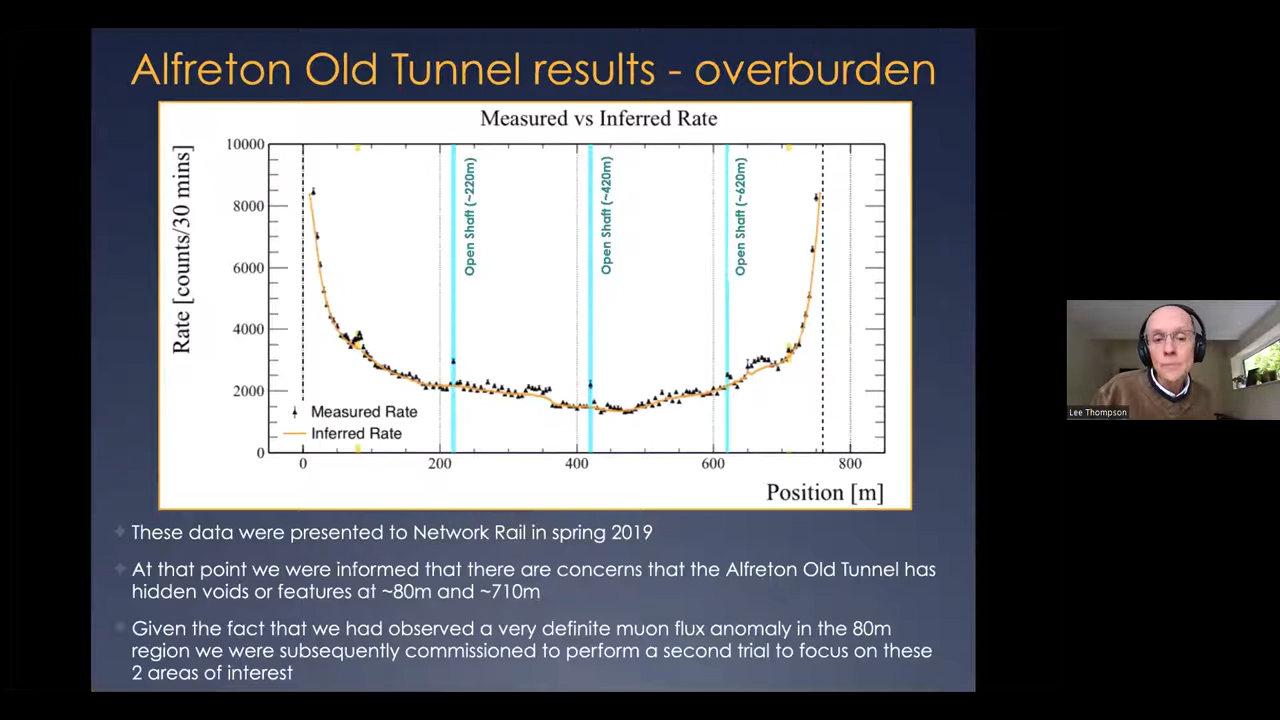 Alfreton Old Tunnel results - overburden
Measured vs Inferred Rate
Rate [counts/30 mins]
10000
8000
6000
4000
2000
0
Open Shaft (~220m)
Open Shaft (~420m)
Open Shaft (~620m)
Measured Rate
Inferred Rate
0
200
400
600
800
Position [m]
These data were presented to Network Rail in spring 2019
At that point we were informed that there are concerns that the Alfreton Old Tunnel has
hidden voids or features at ~80m and ~710m
Given the fact that we had observed a very definite muon flux anomaly in the 80m
region we were subsequently commissioned to perform a second trial to focus on these
2 areas of interest
Lee Thompson